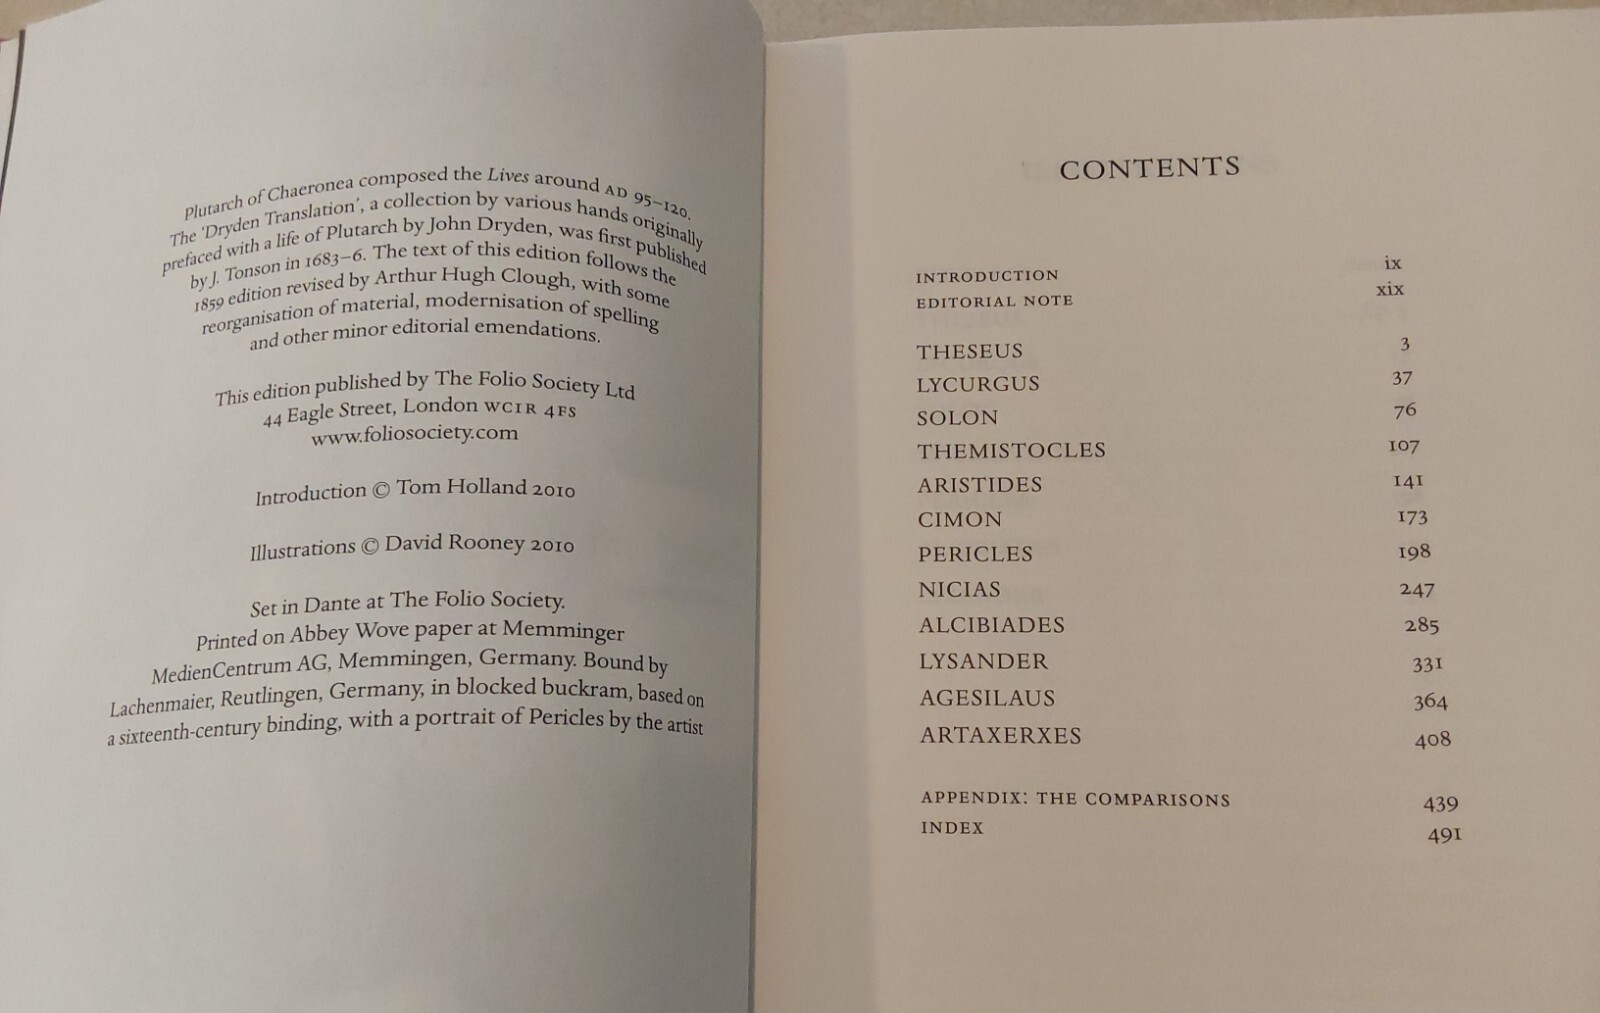 Plutarch of Chaeronea composed the Lives around AD 95–120.
The ‘Dryden Translation’, a collection by various hands originally
prefaced with a life of Plutarch by John Dryden, was first published
by J. Tonson in 1683–6. The text of this edition follows the
1859 edition revised by Arthur Hugh Clough, with some
reorganisation of material, modernisation of spelling
and other minor editorial emendations.
This edition published by The Folio Society Ltd
44 Eagle Street, London WC1R 4FS
www.foliosociety.com
Introduction © Tom Holland 2010
Illustrations © David Rooney 2010
Set in Dante at The Folio Society.
Printed on Abbey Wove paper at Memminger
MedienCentrum AG, Memmingen, Germany. Bound by
Lachenmaier, Reutlingen, Germany, in blocked buckram, based on
a sixteenth-century binding, with a portrait of Pericles by the artist
CONTENTS
INTRODUCTION ix
EDITORIAL NOTE xix
THESEUS 3
LYCURGUS 37
SOLON 76
THEMISTOCLES 107
ARISTIDES 141
CIMON 173
PERICLES 198
NICIAS 247
ALCIBIADES 285
LYSANDER 331
AGESILAUS 364
ARTAXERXES 408
APPENDIX: THE COMPARISONS 439
INDEX 491